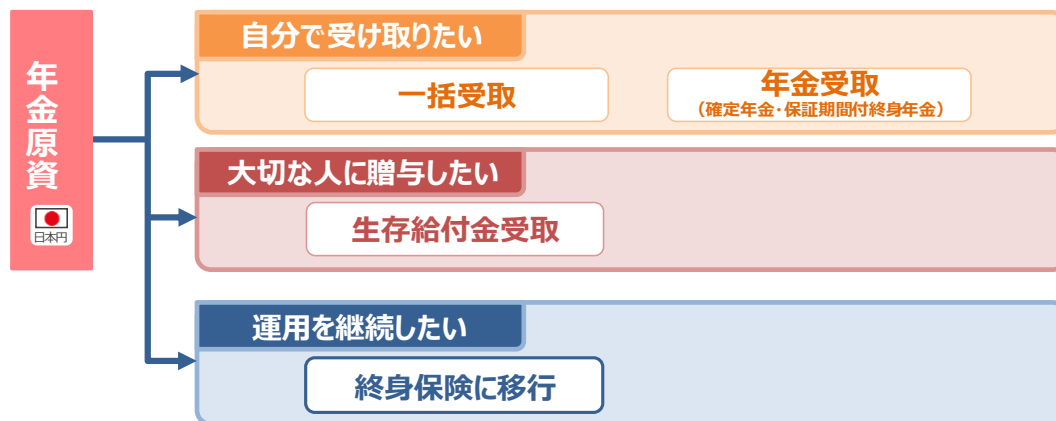 年金原資
日本円
自分で受け取りたい
一括受取
年金受取
（確定年金・保証期間付終身年金）
大切な人に贈与したい
生存給付金受取
運用を継続したい
終身保険に移行